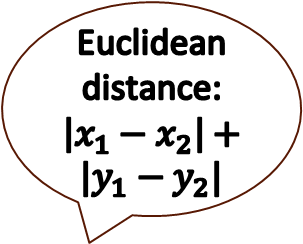 Euclidean
distance:
|x₁ − x₂| +
|y₁ − y₂|